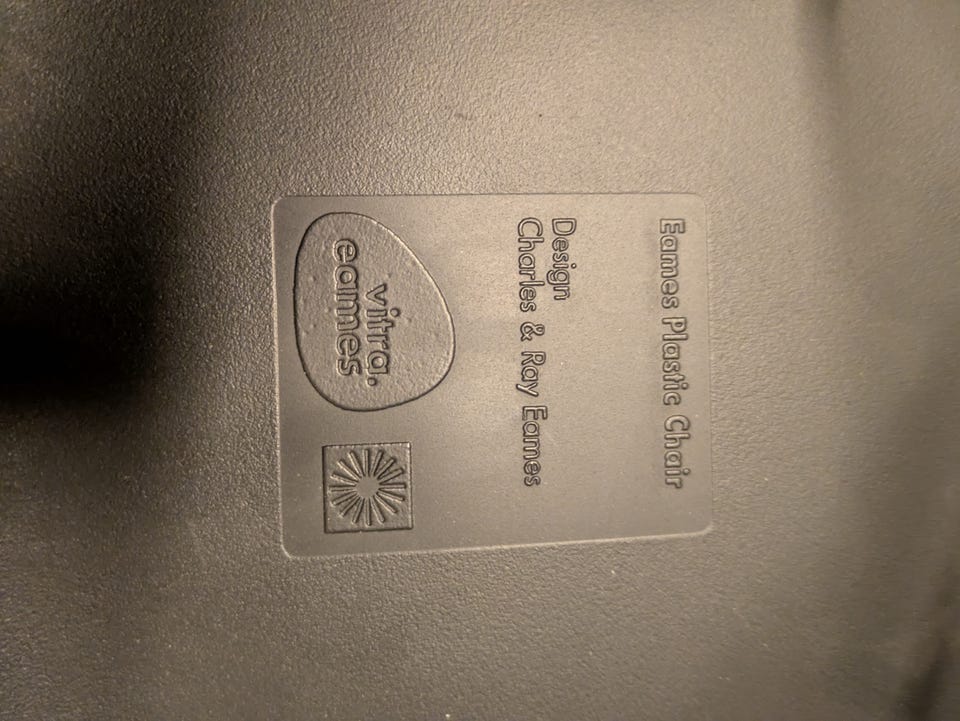 Eames Plastic Chair
Design
Charles & Ray Eames
vitra.
eames